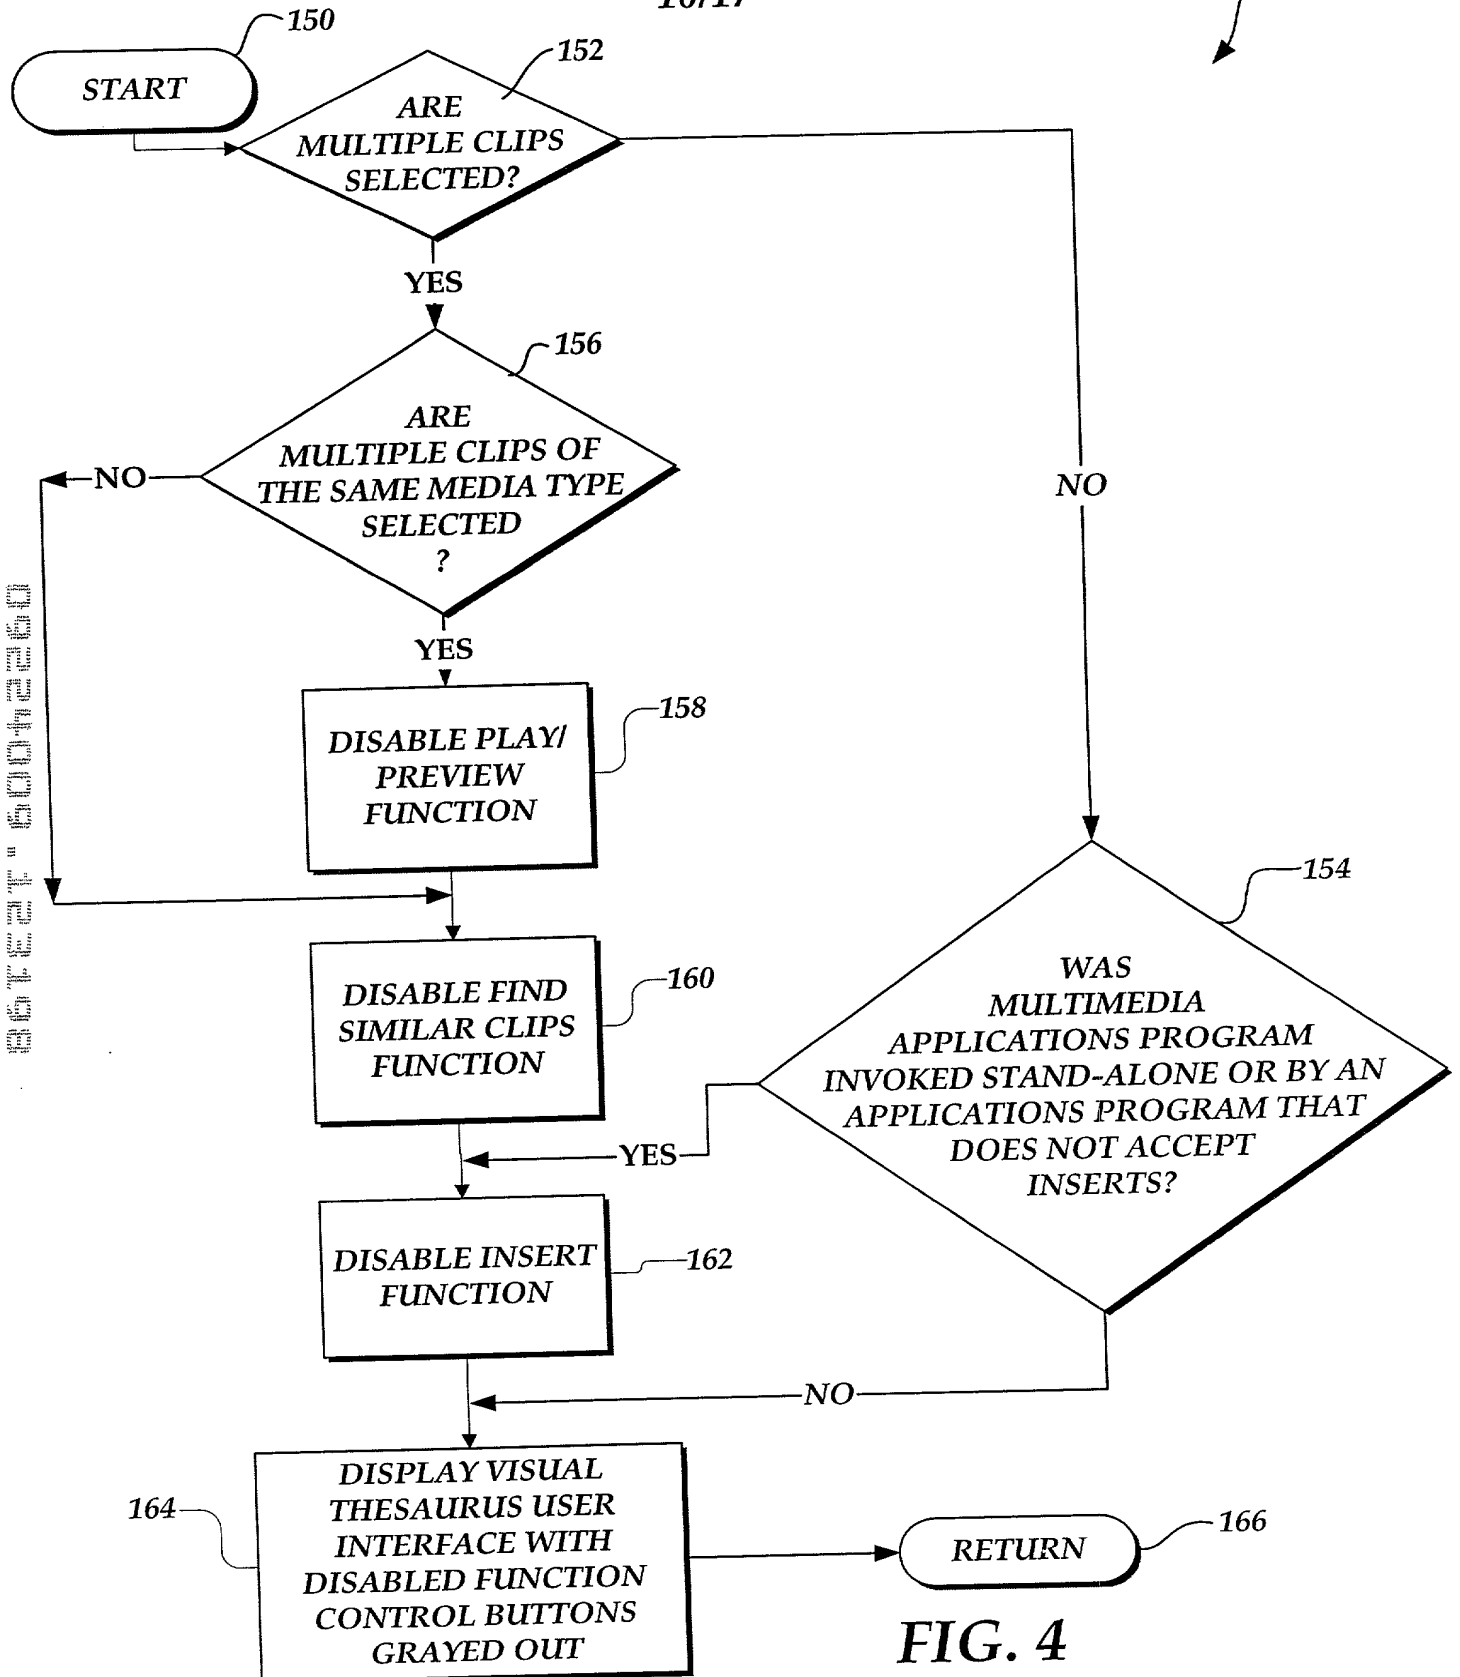 150
START
152
ARE
MULTIPLE CLIPS
SELECTED?
YES
156
ARE
MULTIPLE CLIPS OF
THE SAME MEDIA TYPE
SELECTED
?
NO
NO
YES
158
DISABLE PLAY/
PREVIEW
FUNCTION
154
WAS
MULTIMEDIA
APPLICATIONS PROGRAM
INVOKED STAND-ALONE OR BY AN
APPLICATIONS PROGRAM THAT
DOES NOT ACCEPT
INSERTS?
160
DISABLE FIND
SIMILAR CLIPS
FUNCTION
YES
162
DISABLE INSERT
FUNCTION
NO
164
DISPLAY VISUAL
THESAURUS USER
INTERFACE WITH
DISABLED FUNCTION
CONTROL BUTTONS
GRAYED OUT
RETURN
166
FIG. 4